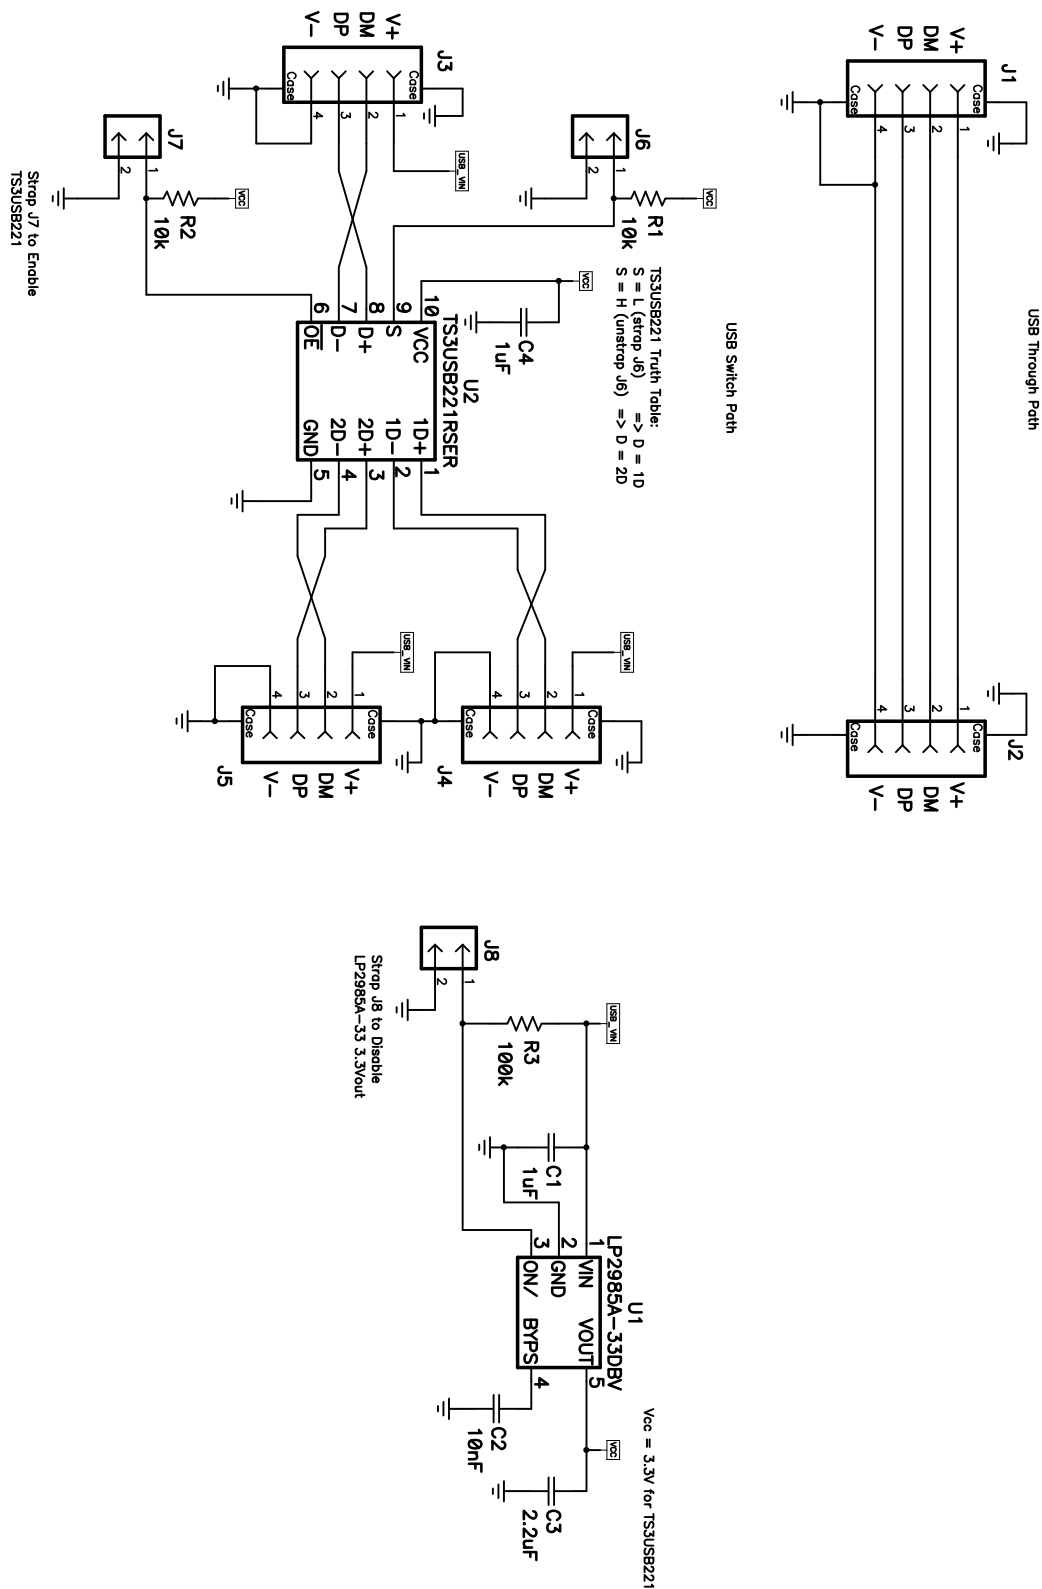 USB Through Path
J1
J2
V+
DM
DP
V-
1
2
3
4
Case
Case
1
2
3
4
Case
Case
V+
DM
DP
V-
USB Switch Path
TS3USB221 Truth Table:
S = L (strap J6) => D = 1D
S = H (unstrap J6) => D = 2D
VCC
J6
1
2
R1
10k
VCC
C4
1uF
J3
V+
DM
DP
V-
Case
Case
1
2
3
4
USB_VIN
U2
TS3USB221RSER
10
9
8
7
6
VCC
S
D+
D-
OE
1D+
1D-
2D+
2D-
GND
1
2
3
4
5
USB_VIN
1
2
3
4
Case
Case
V+
DM
DP
V-
J4
USB_VIN
1
2
3
4
Case
Case
V+
DM
DP
V-
J5
VCC
J7
1
2
R2
10k
Strap J7 to Enable
TS3USB221
Vcc = 3.3V for TS3USB221
USB_VIN
VCC
U1
LP2985A-33DBV
1
2
3
VIN
GND
ON/
VOUT
BYPS
5
4
R3
100k
C1
1uF
C2
10nF
C3
2.2uF
J8
1
2
Strap J8 to Disable
LP2985A-33 3.3Vout